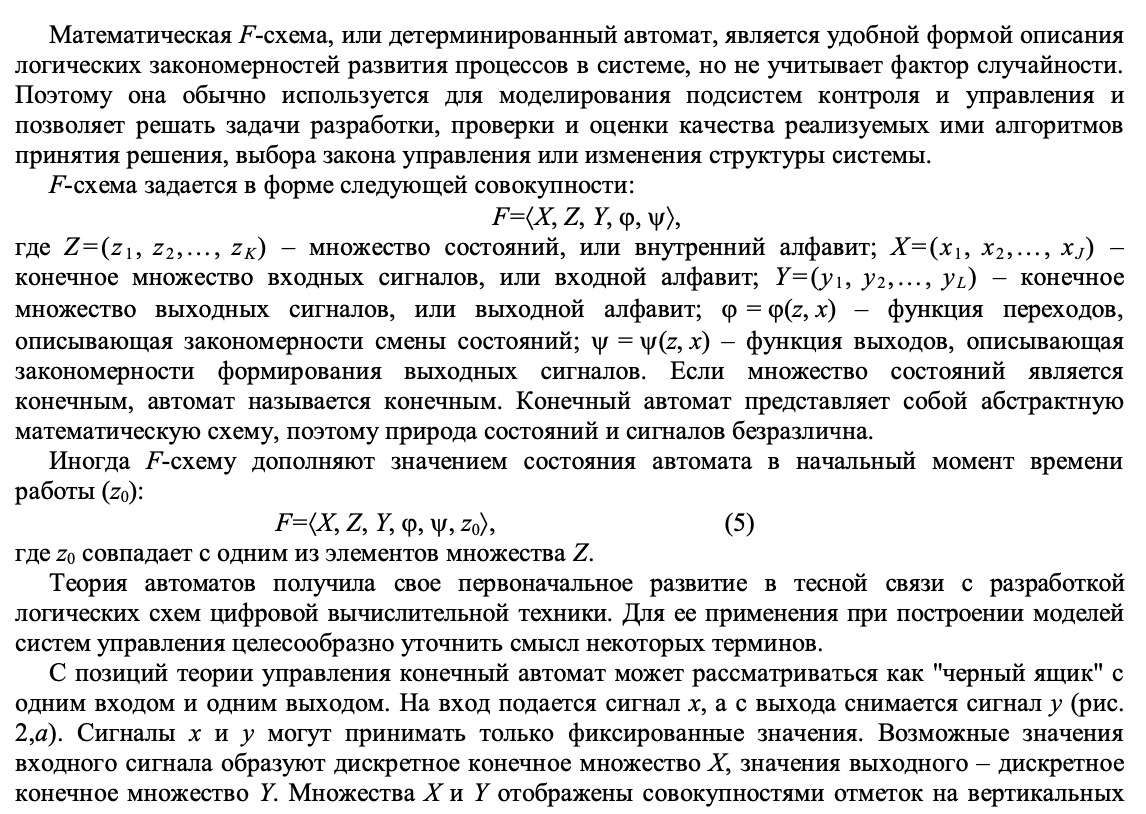 Математическая F-схема, или детерминированный автомат, является удобной формой описания
логических закономерностей развития процессов в системе, но не учитывает фактор случайности.
Поэтому она обычно используется для моделирования подсистем контроля и управления и
позволяет решать задачи разработки, проверки и оценки качества реализуемых ими алгоритмов
принятия решения, выбора закона управления или изменения структуры системы.
F-схема задается в форме следующей совокупности:
F=⟨X, Z, Y, φ, ψ⟩,
где Z=(z₁, z₂,…, z_K) – множество состояний, или внутренний алфавит; X=(x₁, x₂,…, x_J) –
конечное множество входных сигналов, или входной алфавит; Y=(y₁, y₂,…, y_L) – конечное
множество выходных сигналов, или выходной алфавит; φ = φ(z, x) – функция переходов,
описывающая закономерности смены состояний; ψ = ψ(z, x) – функция выходов, описывающая
закономерности формирования выходных сигналов. Если множество состояний является
конечным, автомат называется конечным. Конечный автомат представляет собой абстрактную
математическую схему, поэтому природа состояний и сигналов безразлична.
Иногда F-схему дополняют значением состояния автомата в начальный момент времени
работы (z₀):
F=⟨X, Z, Y, φ, ψ, z₀⟩, (5)
где z₀ совпадает с одним из элементов множества Z.
Теория автоматов получила свое первоначальное развитие в тесной связи с разработкой
логических схем цифровой вычислительной техники. Для ее применения при построении моделей
систем управления целесообразно уточнить смысл некоторых терминов.
С позиций теории управления конечный автомат может рассматриваться как "черный ящик" с
одним входом и одним выходом. На вход подается сигнал x, а с выхода снимается сигнал y (рис.
2,а). Сигналы x и y могут принимать только фиксированные значения. Возможные значения
входного сигнала образуют дискретное конечное множество X, значения выходного – дискретное
конечное множество Y. Множества X и Y отображены совокупностями отметок на вертикальных